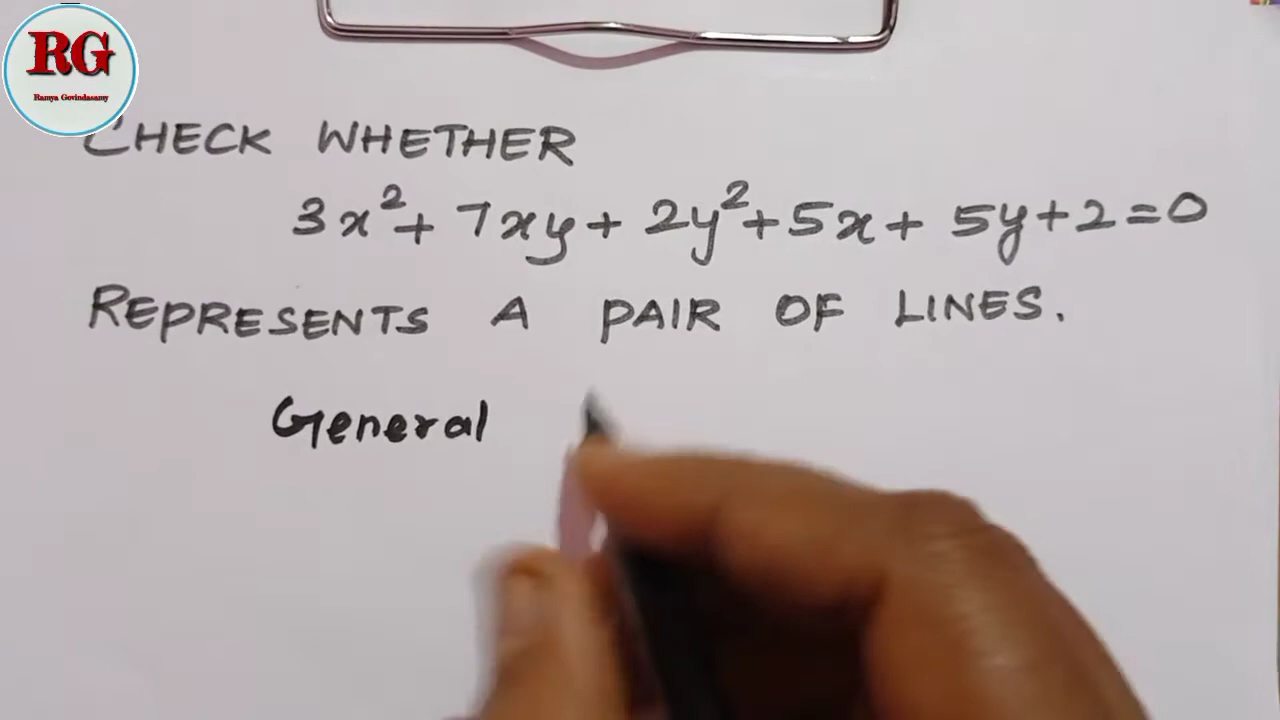 RG
Ramya Govindasamy
CHECK WHETHER
3x² + 7xy + 2y² + 5x + 5y + 2 = 0
REPRESENTS A PAIR OF LINES.
General